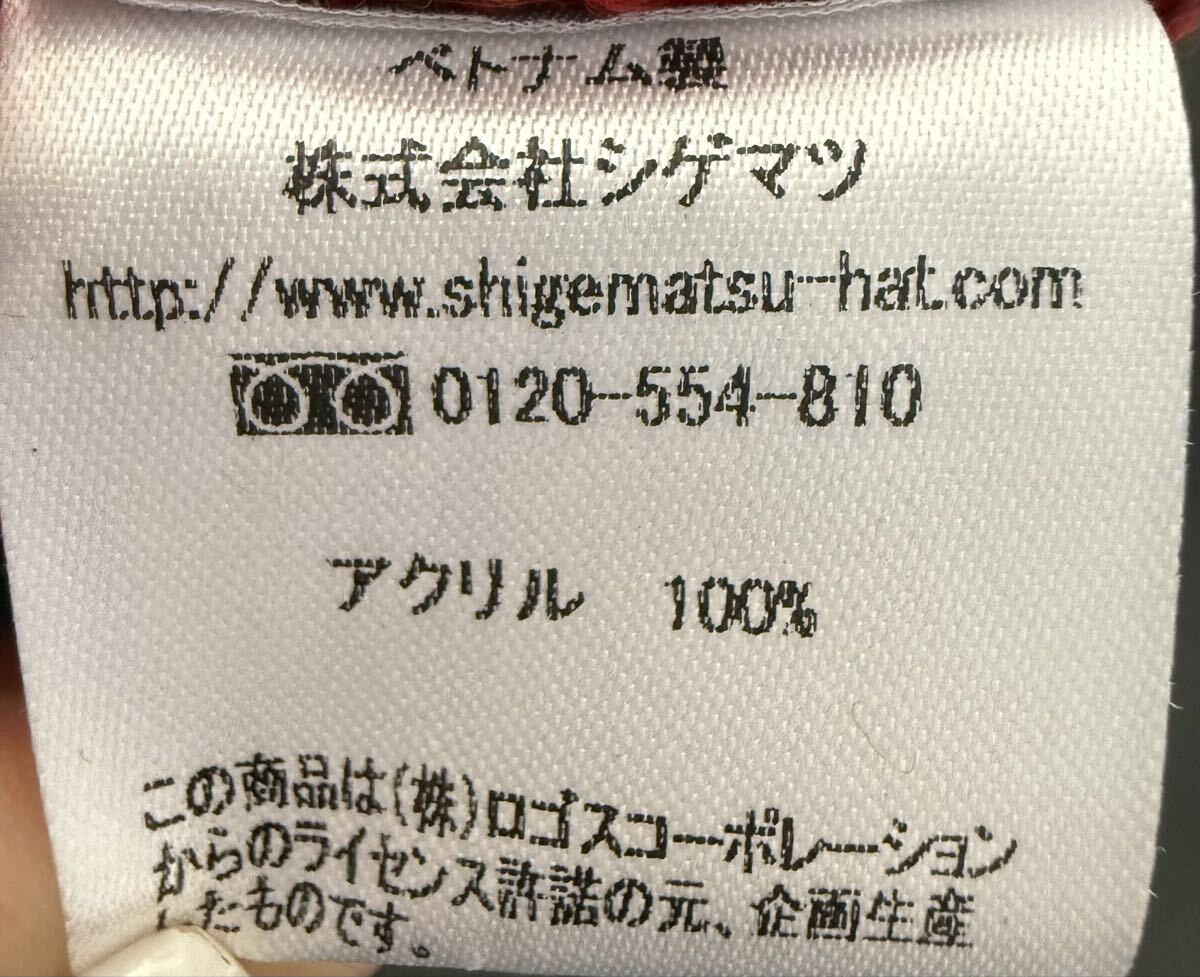 ベトナム製
株式会社シゲマツ
http://www.shigematsu-hat.com
0120-554-810
アクリル　100%
この商品は(株)ロゴスコーポレーション
からのライセンス許諾の元、企画生産
したものです。